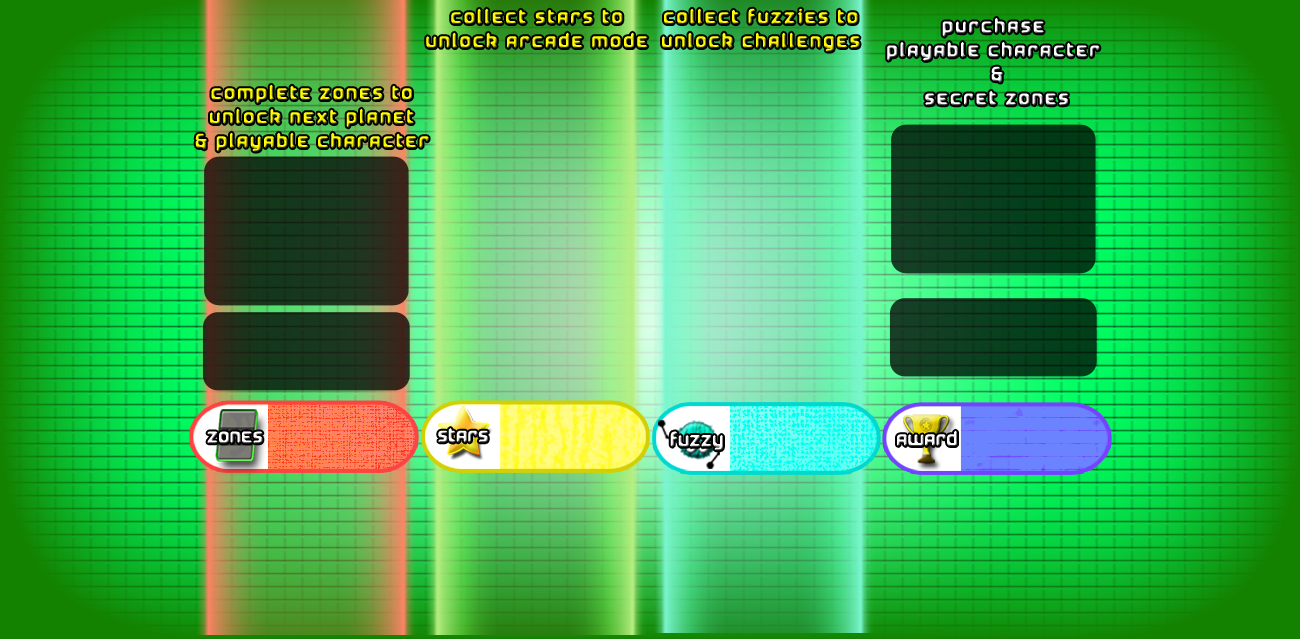 complete zones to
unlock next planet
& playable character
collect stars to
unlock arcade mode
collect fuzzies to
unlock challenges
purchase
playable character
&
secret zones
zones
stars
fuzzy
award